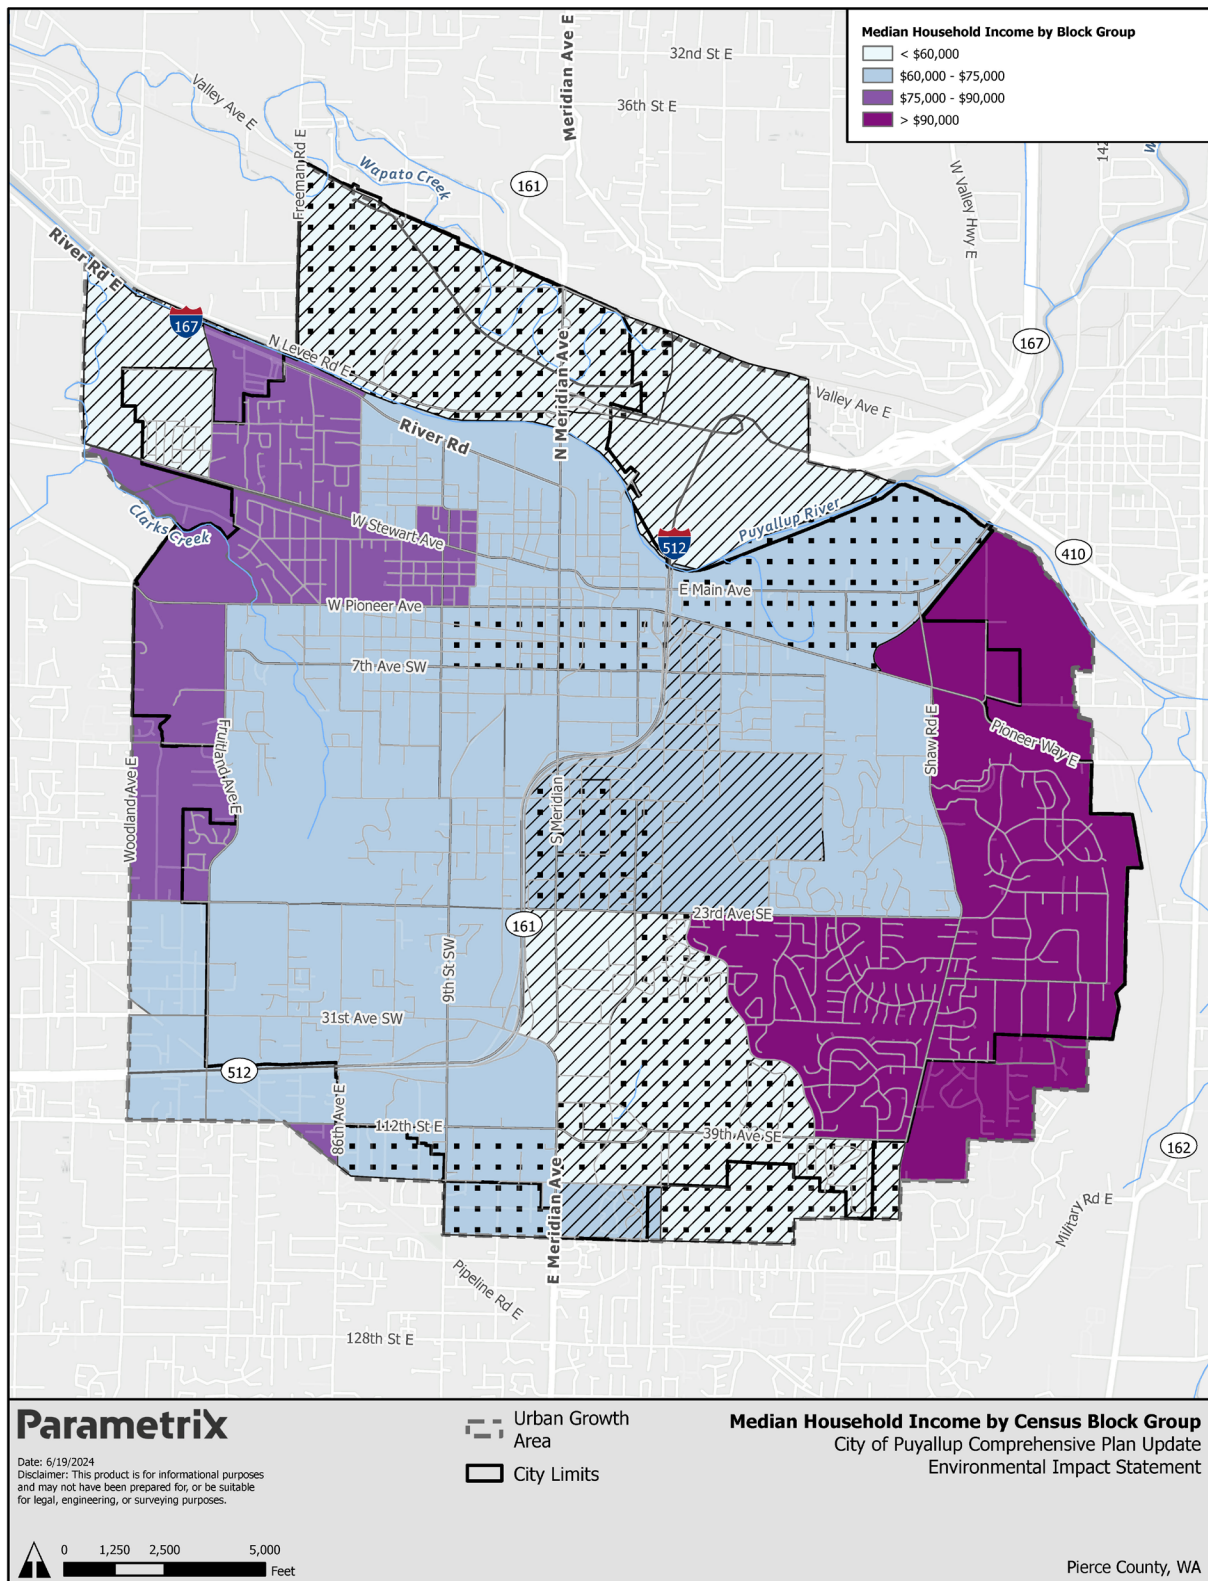 Median Household Income by Block Group
< $60,000
$60,000 - $75,000
$75,000 - $90,000
> $90,000
32nd St E
36th St E
Meridian Ave E
Valley Ave E
Freeman Rd E
Wapato Creek
161
142
W
W Valley Hwy E
River Rd E
167
N Levee Rd E
N Meridian Ave
167
Valley Ave E
River Rd
W Stewart Ave
Clarks Creek
Puyallup River
512
410
E Main Ave
W Pioneer Ave
7th Ave SW
Shaw Rd E
Pioneer Way E
Fruitland Ave E
Woodland Ave E
S Meridian
23rd Ave SE
161
9th St SW
31st Ave SW
512
86th Ave E
112th St E
39th Ave SE
162
E Meridian Ave
Military Rd E
Pipeline Rd E
128th St E
Parametrix
Date: 6/19/2024
Disclaimer: This product is for informational purposes
and may not have been prepared for, or be suitable
for legal, engineering, or surveying purposes.
0 1,250 2,500 5,000
Feet
Urban Growth
Area
City Limits
Median Household Income by Census Block Group
City of Puyallup Comprehensive Plan Update
Environmental Impact Statement
Pierce County, WA